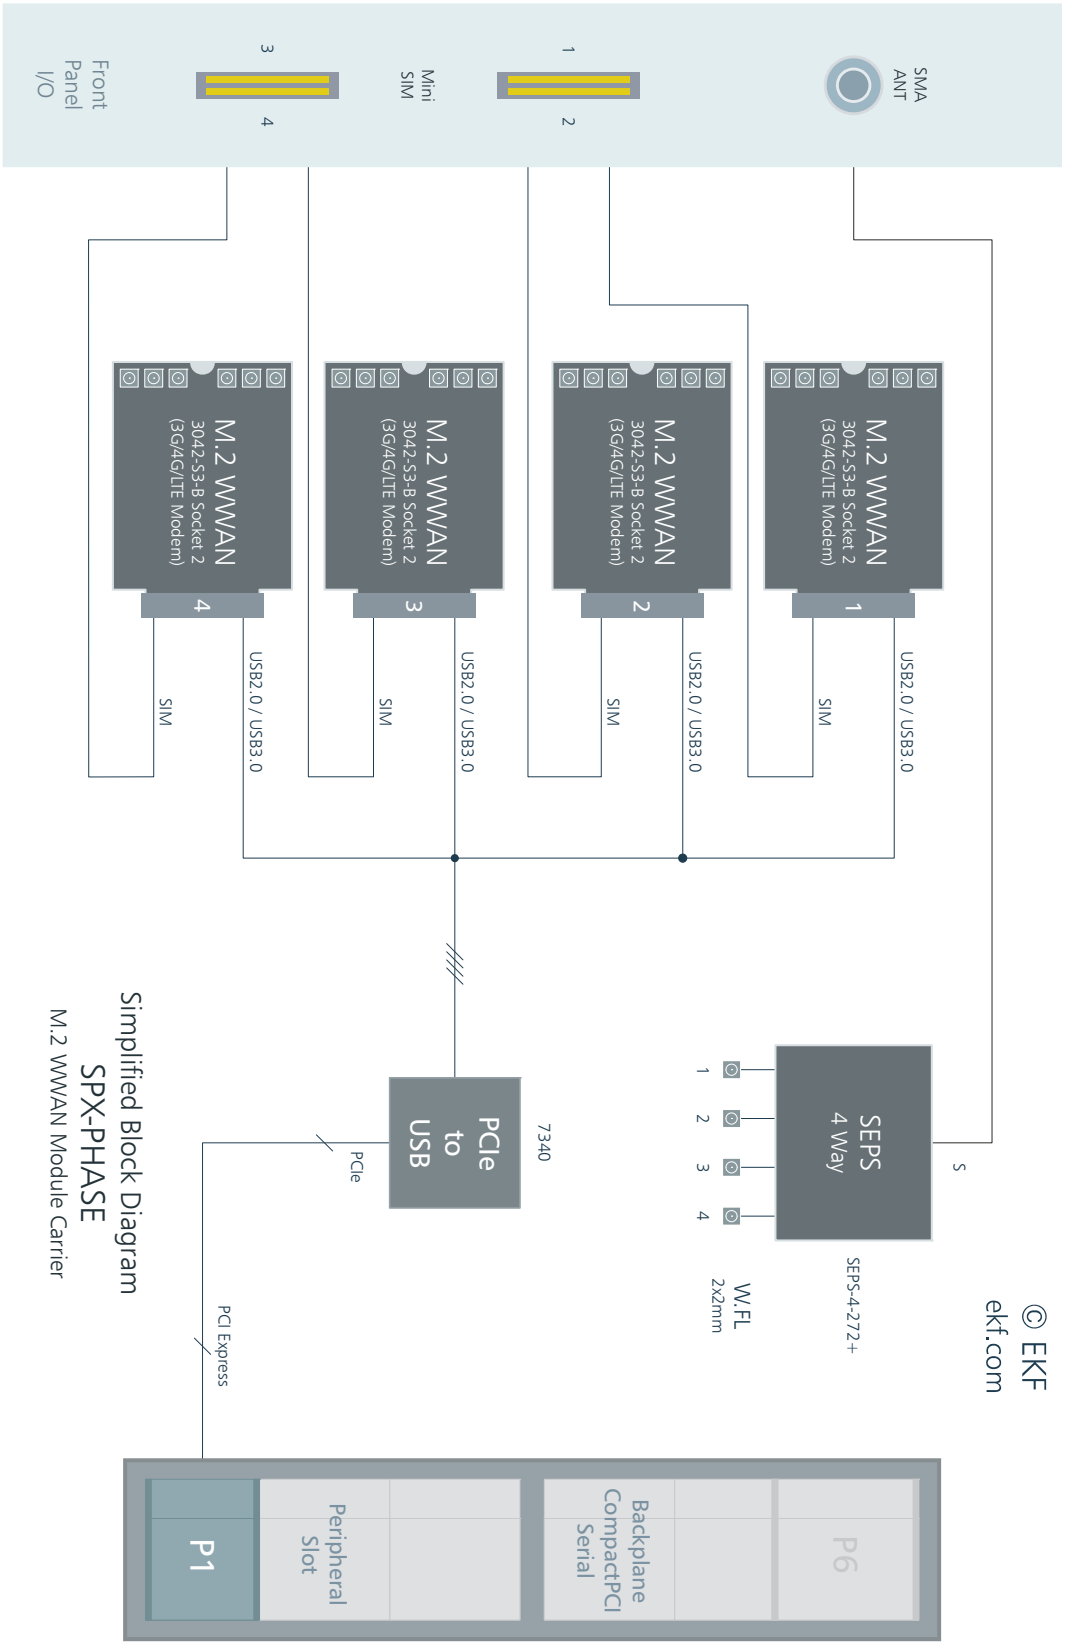 © EKF
ekf.com
SMA
ANT
1
2
Mini
SIM
3
4
Front
Panel
I/O
M.2 WWAN
3042-S3-B Socket 2
(3G/4G/LTE Modem)
1
USB2.0 / USB3.0
SIM
M.2 WWAN
3042-S3-B Socket 2
(3G/4G/LTE Modem)
2
USB2.0 / USB3.0
SIM
M.2 WWAN
3042-S3-B Socket 2
(3G/4G/LTE Modem)
3
USB2.0 / USB3.0
SIM
M.2 WWAN
3042-S3-B Socket 2
(3G/4G/LTE Modem)
4
USB2.0 / USB3.0
SIM
S
SEPS
4 Way
SEPS-4-272+
1
2
3
4
W.FL
2x2mm
7340
PCIe
to
USB
PCIe
PCI Express
P6
Backplane
CompactPCI
Serial
Peripheral
Slot
P1
Simplified Block Diagram
SPX-PHASE
M.2 WWAN Module Carrier